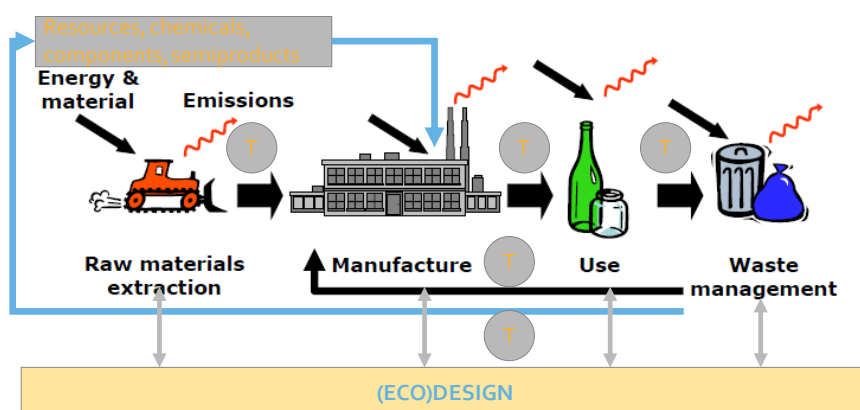 Resources, chemicals,
components, semiproducts
Energy &
material
Emissions
T
T
T
Raw materials
extraction
Manufacture
T
Use
Waste
management
T
(ECO)DESIGN